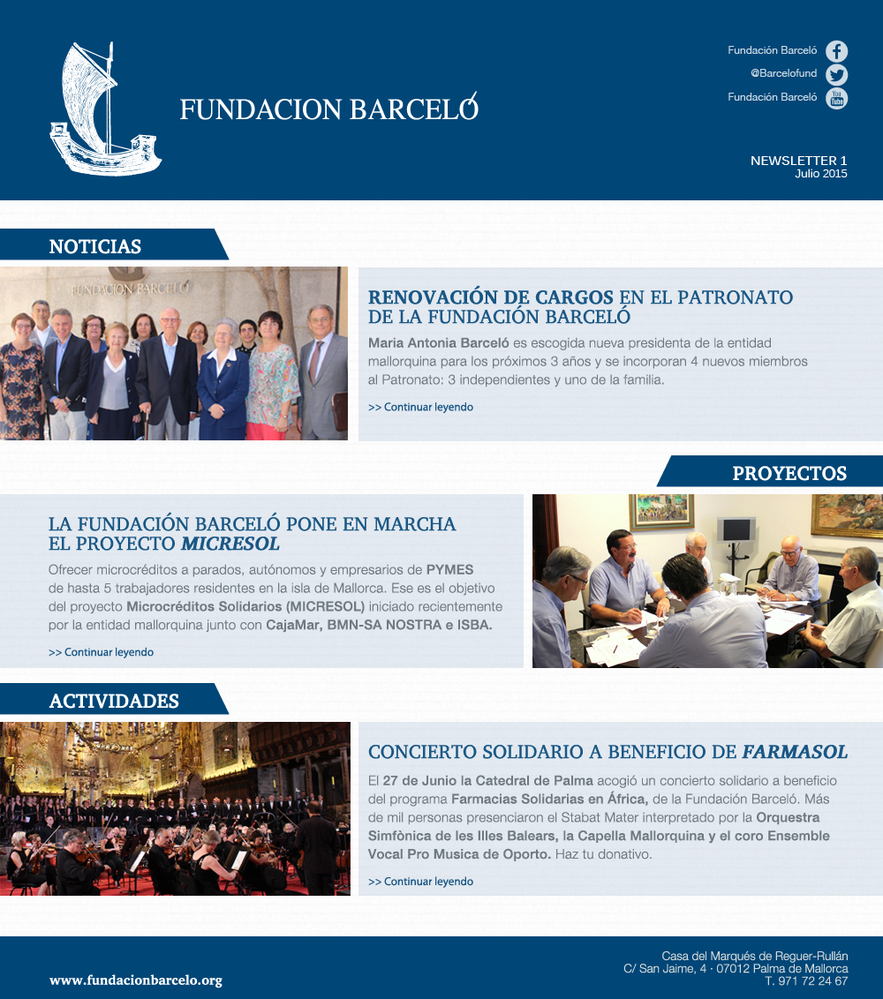 FUNDACION BARCELÓ
Fundación Barceló
@Barcelofund
Fundación Barceló
You
Tube
NEWSLETTER 1
Julio 2015
NOTICIAS
FUNDACION BARCELÓ
RENOVACIÓN DE CARGOS EN EL PATRONATO
DE LA FUNDACIÓN BARCELÓ
Maria Antonia Barceló es escogida nueva presidenta de la entidad
mallorquina para los próximos 3 años y se incorporan 4 nuevos miembros
al Patronato: 3 independientes y uno de la familia.
>> Continuar leyendo
PROYECTOS
LA FUNDACIÓN BARCELÓ PONE EN MARCHA
EL PROYECTO MICRESOL
Ofrecer microcréditos a parados, autónomos y empresarios de PYMES
de hasta 5 trabajadores residentes en la isla de Mallorca. Ese es el objetivo
del proyecto Microcréditos Solidarios (MICRESOL) iniciado recientemente
por la entidad mallorquina junto con CajaMar, BMN-SA NOSTRA e ISBA.
>> Continuar leyendo
ACTIVIDADES
CONCIERTO SOLIDARIO A BENEFICIO DE FARMASOL
El 27 de Junio la Catedral de Palma acogió un concierto solidario a beneficio
del programa Farmacias Solidarias en África, de la Fundación Barceló. Más
de mil personas presenciaron el Stabat Mater interpretado por la Orquestra
Simfònica de les Illes Balears, la Capella Mallorquina y el coro Ensemble
Vocal Pro Musica de Oporto. Haz tu donativo.
>> Continuar leyendo
www.fundacionbarcelo.org
Casa del Marqués de Reguer-Rullán
C/ San Jaime, 4 · 07012 Palma de Mallorca
T. 971 72 24 67